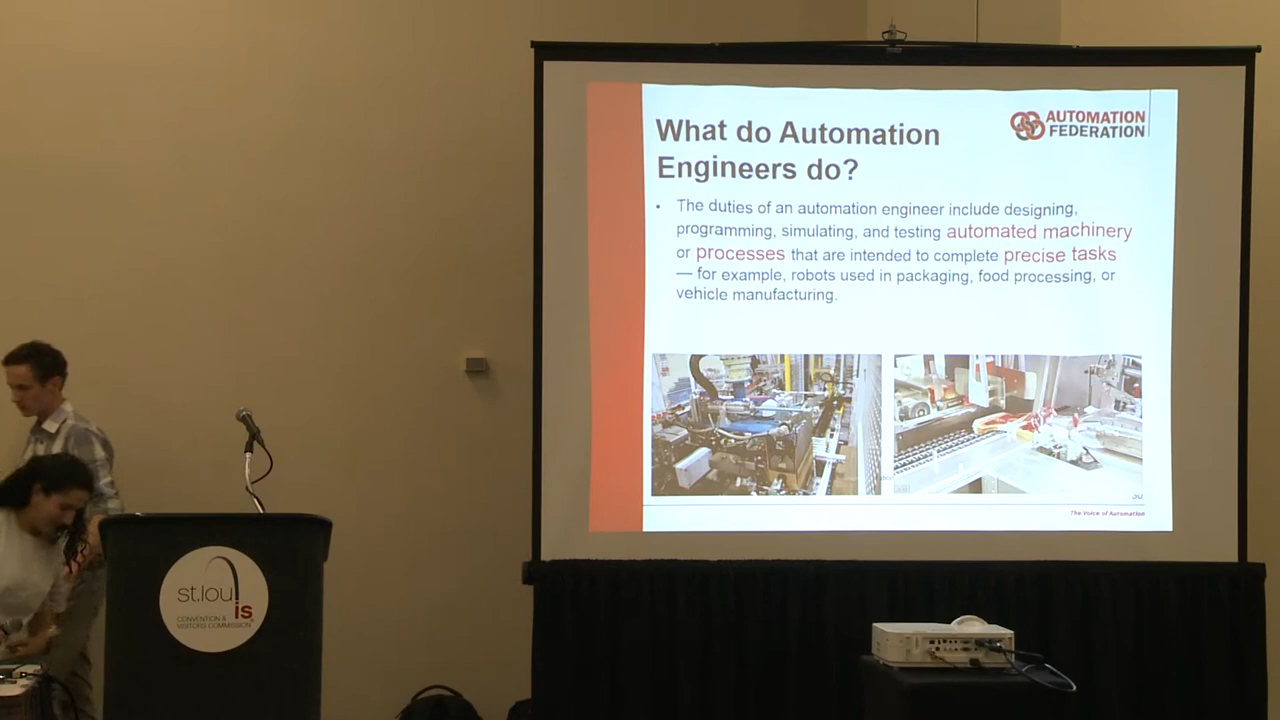 What do Automation
Engineers do?
AUTOMATION
FEDERATION
• The duties of an automation engineer include designing,
programming, simulating, and testing automated machinery
or processes that are intended to complete precise tasks
— for example, robots used in packaging, food processing, or
vehicle manufacturing.
The Voice of Automation
st.louis
CONVENTION &
VISITORS COMMISSION